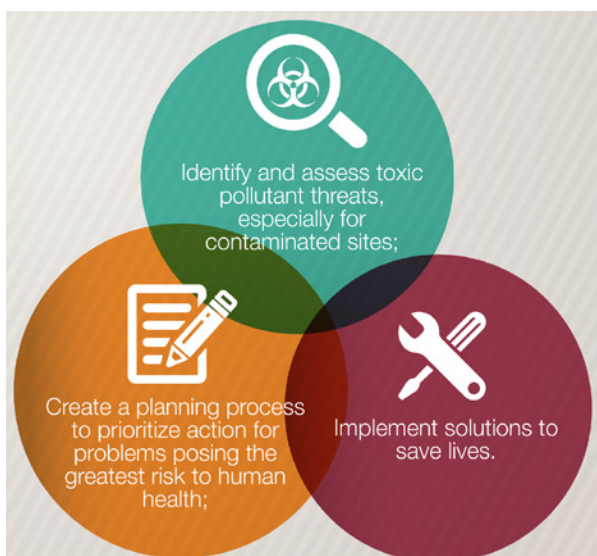 Identify and assess toxic
pollutant threats,
especially for
contaminated sites;
Create a planning process
to prioritize action for
problems posing the
greatest risk to human
health;
Implement solutions to
save lives.